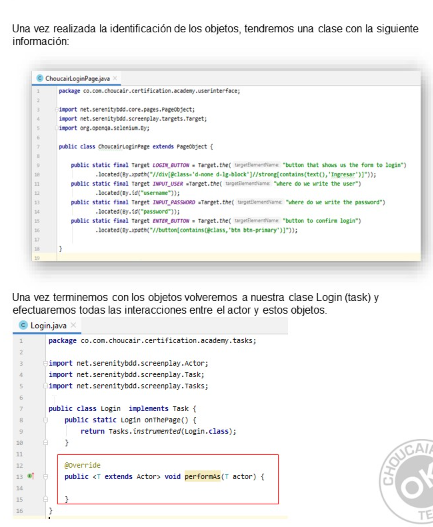 Una vez realizada la identificación de los objetos, tendremos una clase con la siguiente
información:
ChoucairLoginPage.java
1 package co.com.choucair.certification.academy.userinterface;
2
3 import net.serenitybdd.core.pages.PageObject;
4 import net.serenitybdd.screenplay.targets.Target;
5 import org.openqa.selenium.By;
6
7 public class ChoucairLoginPage extends PageObject {
8
9 public static final Target LOGIN_BUTTON = Target.the( targetElementName: "button that shows us the form to login")
10 .located(By.xpath("//div[@class='d-none d-lg-block']//strong[contains(text(),'Ingresar')]"));
11 public static final Target INPUT_USER =Target.the( targetElementName: "where do we write the user")
12 .located(By.id("username"));
13 public static final Target INPUT_PASSWORD =Target.the( targetElementName: "where do we write the password")
14 .located(By.id("password"));
15 public static final Target ENTER_BUTTON = Target.the( targetElementName: "button to confirm login")
16 .located(By.xpath("//button[contains(@class,'btn btn-primary')]"));
17
18 }
19
Una vez terminemos con los objetos volveremos a nuestra clase Login (task) y
efectuaremos todas las interacciones entre el actor y estos objetos.
Login.java
1 package co.com.choucair.certification.academy.tasks;
2
3 import net.serenitybdd.screenplay.Actor;
4 import net.serenitybdd.screenplay.Task;
5 import net.serenitybdd.screenplay.Tasks;
6
7 public class Login implements Task {
8 public static Login onThePage() {
9 return Tasks.instrumented(Login.class);
10 }
11
12 @Override
13 public <T extends Actor> void performAs(T actor) {
14
15 }
16 }
CHOUCAIR
OK
TE